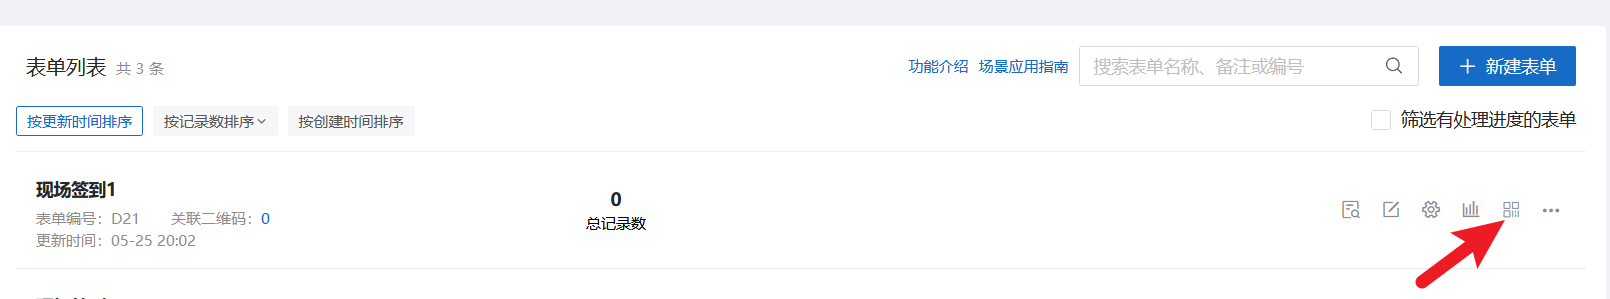 表单列表 共 3 条
功能介绍 场景应用指南 搜索表单名称、备注或编号 新建表单
按更新时间排序 按记录数排序 按创建时间排序 筛选有处理进度的表单
现场签到1
表单编号：D21 关联二维码：0
更新时间：05-25 20:02
0
总记录数